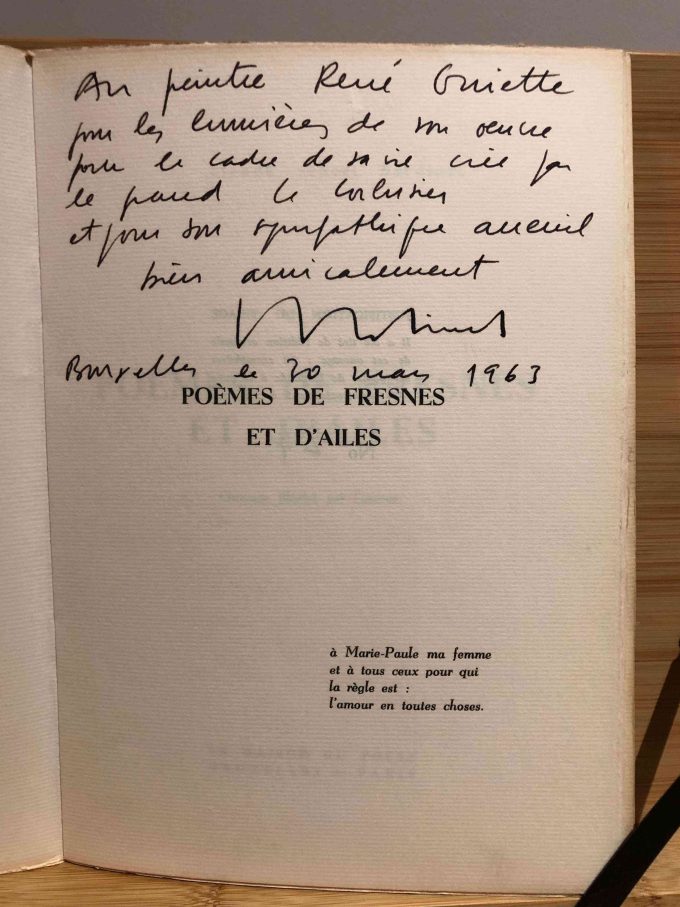 Au peintre René Guiette
pour les lumières de son œuvre
pour le cadre de sa vie créé par
le grand Le Corbusier
et pour son sympathique accueil
bien amicalement
Bruxelles le 30 mars 1963
POÈMES DE FRESNES
ET D'AILES
à Marie-Paule ma femme
et à tous ceux pour qui
la règle est :
l'amour en toutes choses.